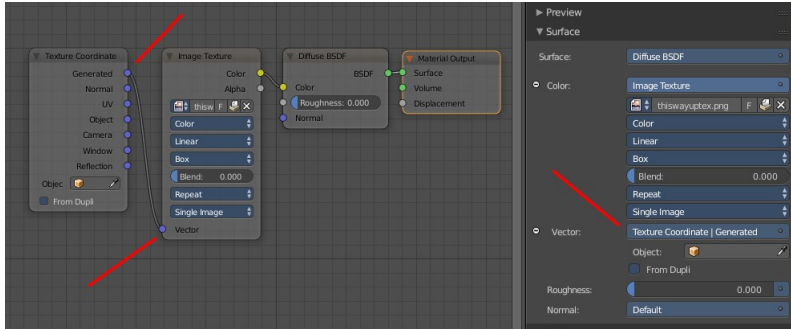 Texture Coordinate
Generated
Normal
UV
Object
Camera
Window
Reflection
Objec
From Dupli
Image Texture
Color
Alpha
thisw F
Color
Linear
Box
Blend: 0.000
Repeat
Single Image
Vector
Diffuse BSDF
BSDF
Color
Roughness: 0.000
Normal
Material Output
Surface
Volume
Displacement
Preview
Surface
Surface: Diffuse BSDF
Color: Image Texture
thiswayuptex.png F
Color
Linear
Box
Blend: 0.000
Repeat
Single Image
Vector: Texture Coordinate | Generated
Object:
From Dupli
Roughness: 0.000
Normal: Default